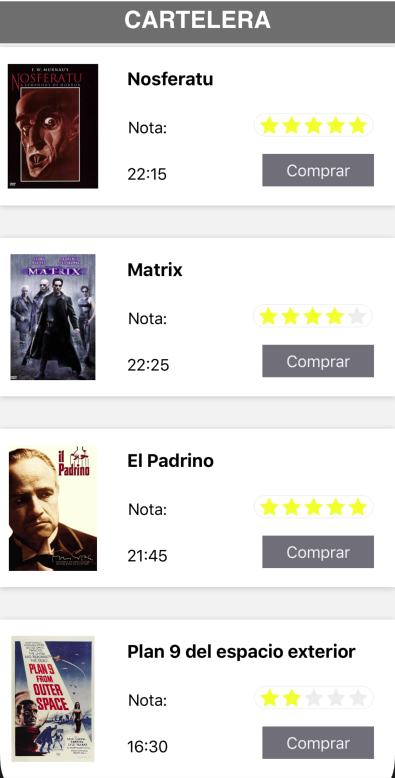 CARTELERA
F. W. MURNAU'S
NOSFERATU
A SYMPHONY OF HORROR
Nosferatu
Nota:
22:15
Comprar
MATRIX
Matrix
Nota:
22:25
Comprar
il
Padrino
El Padrino
Nota:
21:45
Comprar
PLAN 9
FROM
OUTER
SPACE
Plan 9 del espacio exterior
Nota:
16:30
Comprar